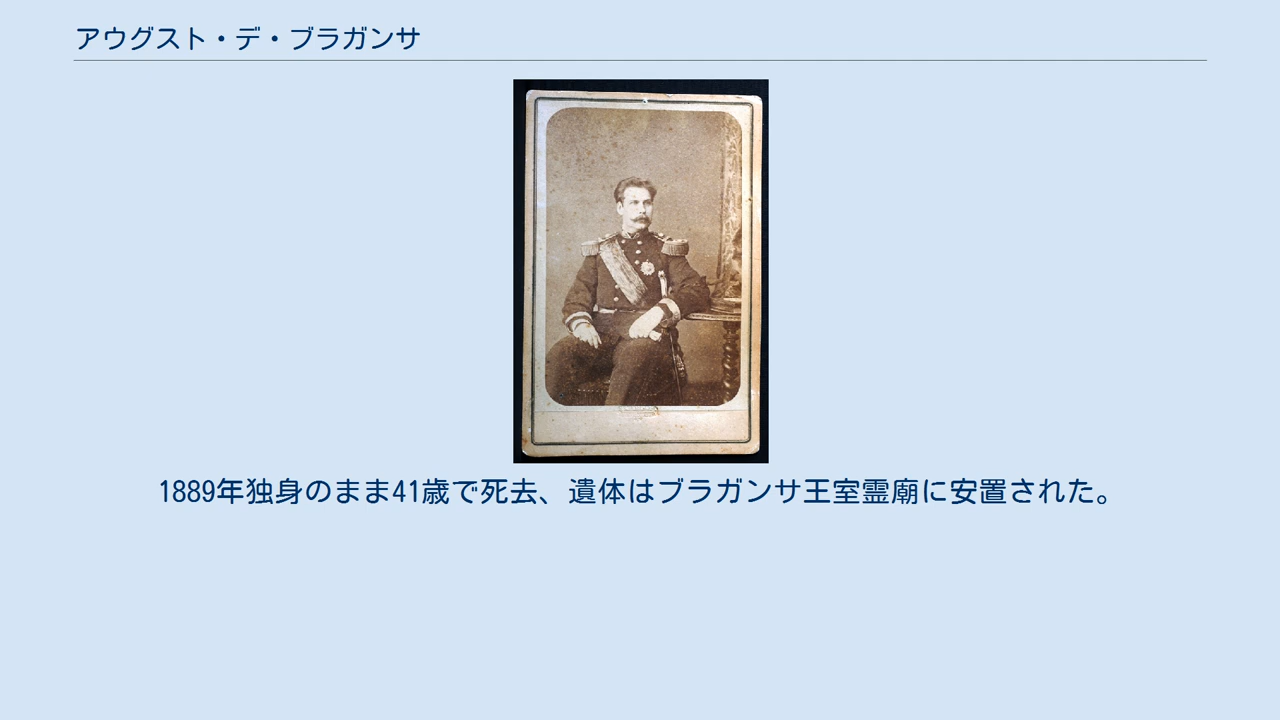 アウグスト・デ・ブラガンサ
1889年独身のまま41歳で死去、遺体はブラガンサ王室霊廟に安置された。